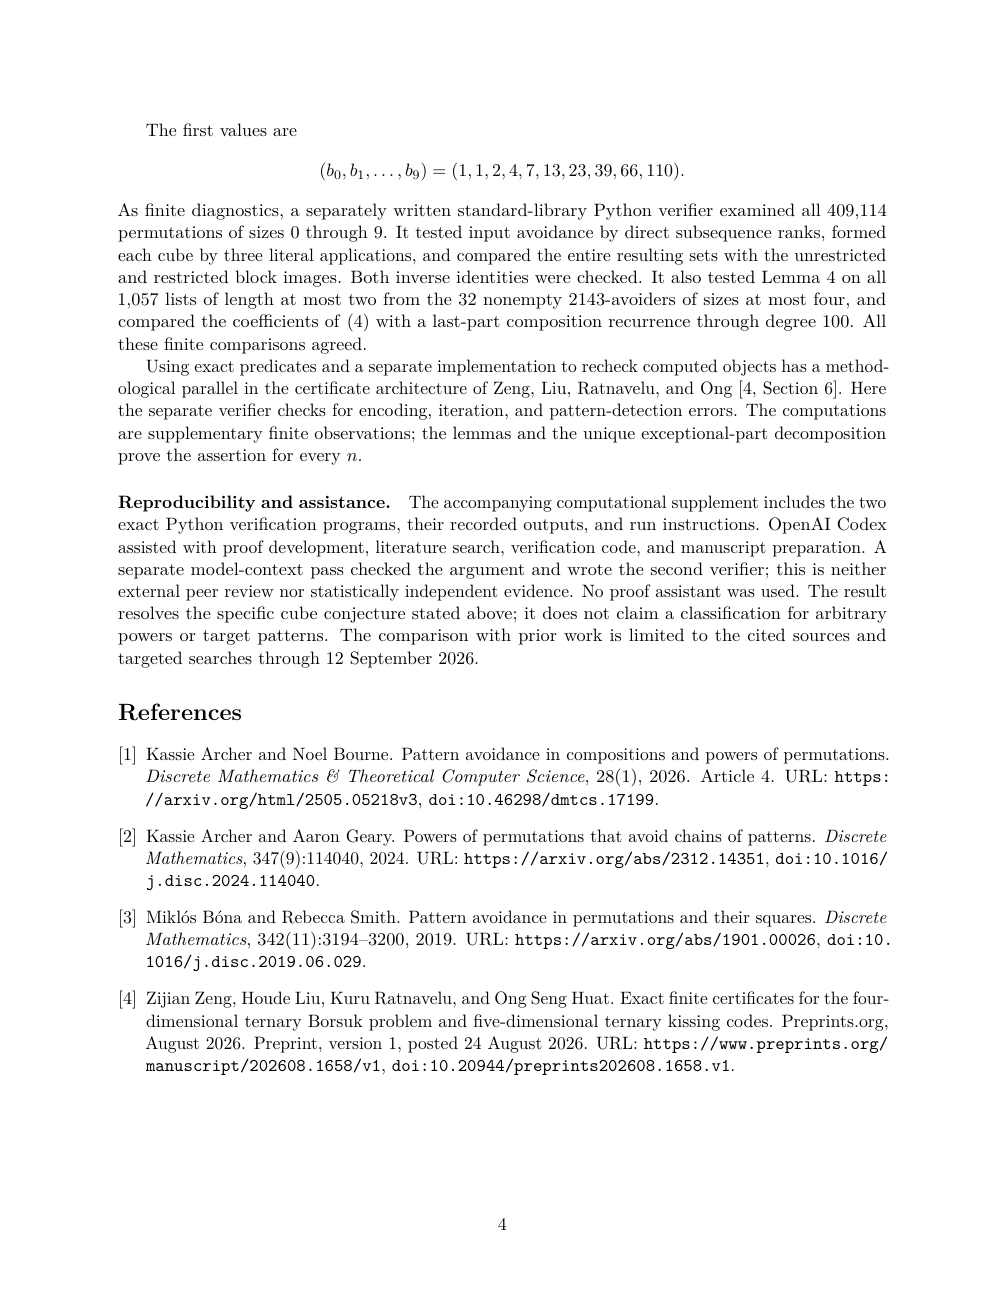 The first values are
(b0, b1, . . . , b9) = (1, 1, 2, 4, 7, 13, 23, 39, 66, 110).
As finite diagnostics, a separately written standard-library Python verifier examined all 409,114
permutations of sizes 0 through 9. It tested input avoidance by direct subsequence ranks, formed
each cube by three literal applications, and compared the entire resulting sets with the unrestricted
and restricted block images. Both inverse identities were checked. It also tested Lemma 4 on all
1,057 lists of length at most two from the 32 nonempty 2143-avoiders of sizes at most four, and
compared the coefficients of (4) with a last-part composition recurrence through degree 100. All
these finite comparisons agreed.
Using exact predicates and a separate implementation to recheck computed objects has a method-
ological parallel in the certificate architecture of Zeng, Liu, Ratnavelu, and Ong [4, Section 6]. Here
the separate verifier checks for encoding, iteration, and pattern-detection errors. The computations
are supplementary finite observations; the lemmas and the unique exceptional-part decomposition
prove the assertion for every n.
Reproducibility and assistance. The accompanying computational supplement includes the two
exact Python verification programs, their recorded outputs, and run instructions. OpenAI Codex
assisted with proof development, literature search, verification code, and manuscript preparation. A
separate model-context pass checked the argument and wrote the second verifier; this is neither
external peer review nor statistically independent evidence. No proof assistant was used. The result
resolves the specific cube conjecture stated above; it does not claim a classification for arbitrary
powers or target patterns. The comparison with prior work is limited to the cited sources and
targeted searches through 12 September 2026.
References
[1] Kassie Archer and Noel Bourne. Pattern avoidance in compositions and powers of permutations.
Discrete Mathematics & Theoretical Computer Science, 28(1), 2026. Article 4. URL: https:
//arxiv.org/html/2505.05218v3, doi:10.46298/dmtcs.17199.
[2] Kassie Archer and Aaron Geary. Powers of permutations that avoid chains of patterns. Discrete
Mathematics, 347(9):114040, 2024. URL: https://arxiv.org/abs/2312.14351, doi:10.1016/
j.disc.2024.114040.
[3] Miklós Bóna and Rebecca Smith. Pattern avoidance in permutations and their squares. Discrete
Mathematics, 342(11):3194–3200, 2019. URL: https://arxiv.org/abs/1901.00026, doi:10.
1016/j.disc.2019.06.029.
[4] Zijian Zeng, Houde Liu, Kuru Ratnavelu, and Ong Seng Huat. Exact finite certificates for the four-
dimensional ternary Borsuk problem and five-dimensional ternary kissing codes. Preprints.org,
August 2026. Preprint, version 1, posted 24 August 2026. URL: https://www.preprints.org/
manuscript/202608.1658/v1, doi:10.20944/preprints202608.1658.v1.
4